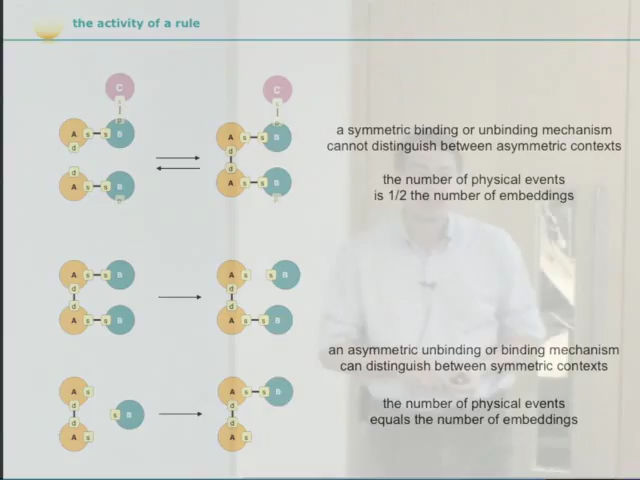 the activity of a rule
C
A s s B
d
d
A s s B
C
A s s B
d
d
A s s B
a symmetric binding or unbinding mechanism
cannot distinguish between asymmetric contexts
the number of physical events
is 1/2 the number of embeddings
A s s B
d
d
A s s B
A s s B
d
d
A s s B
an asymmetric unbinding or binding mechanism
can distinguish between symmetric contexts
the number of physical events
equals the number of embeddings
A s
d
s B
d
A s
A s s B
d
d
A s